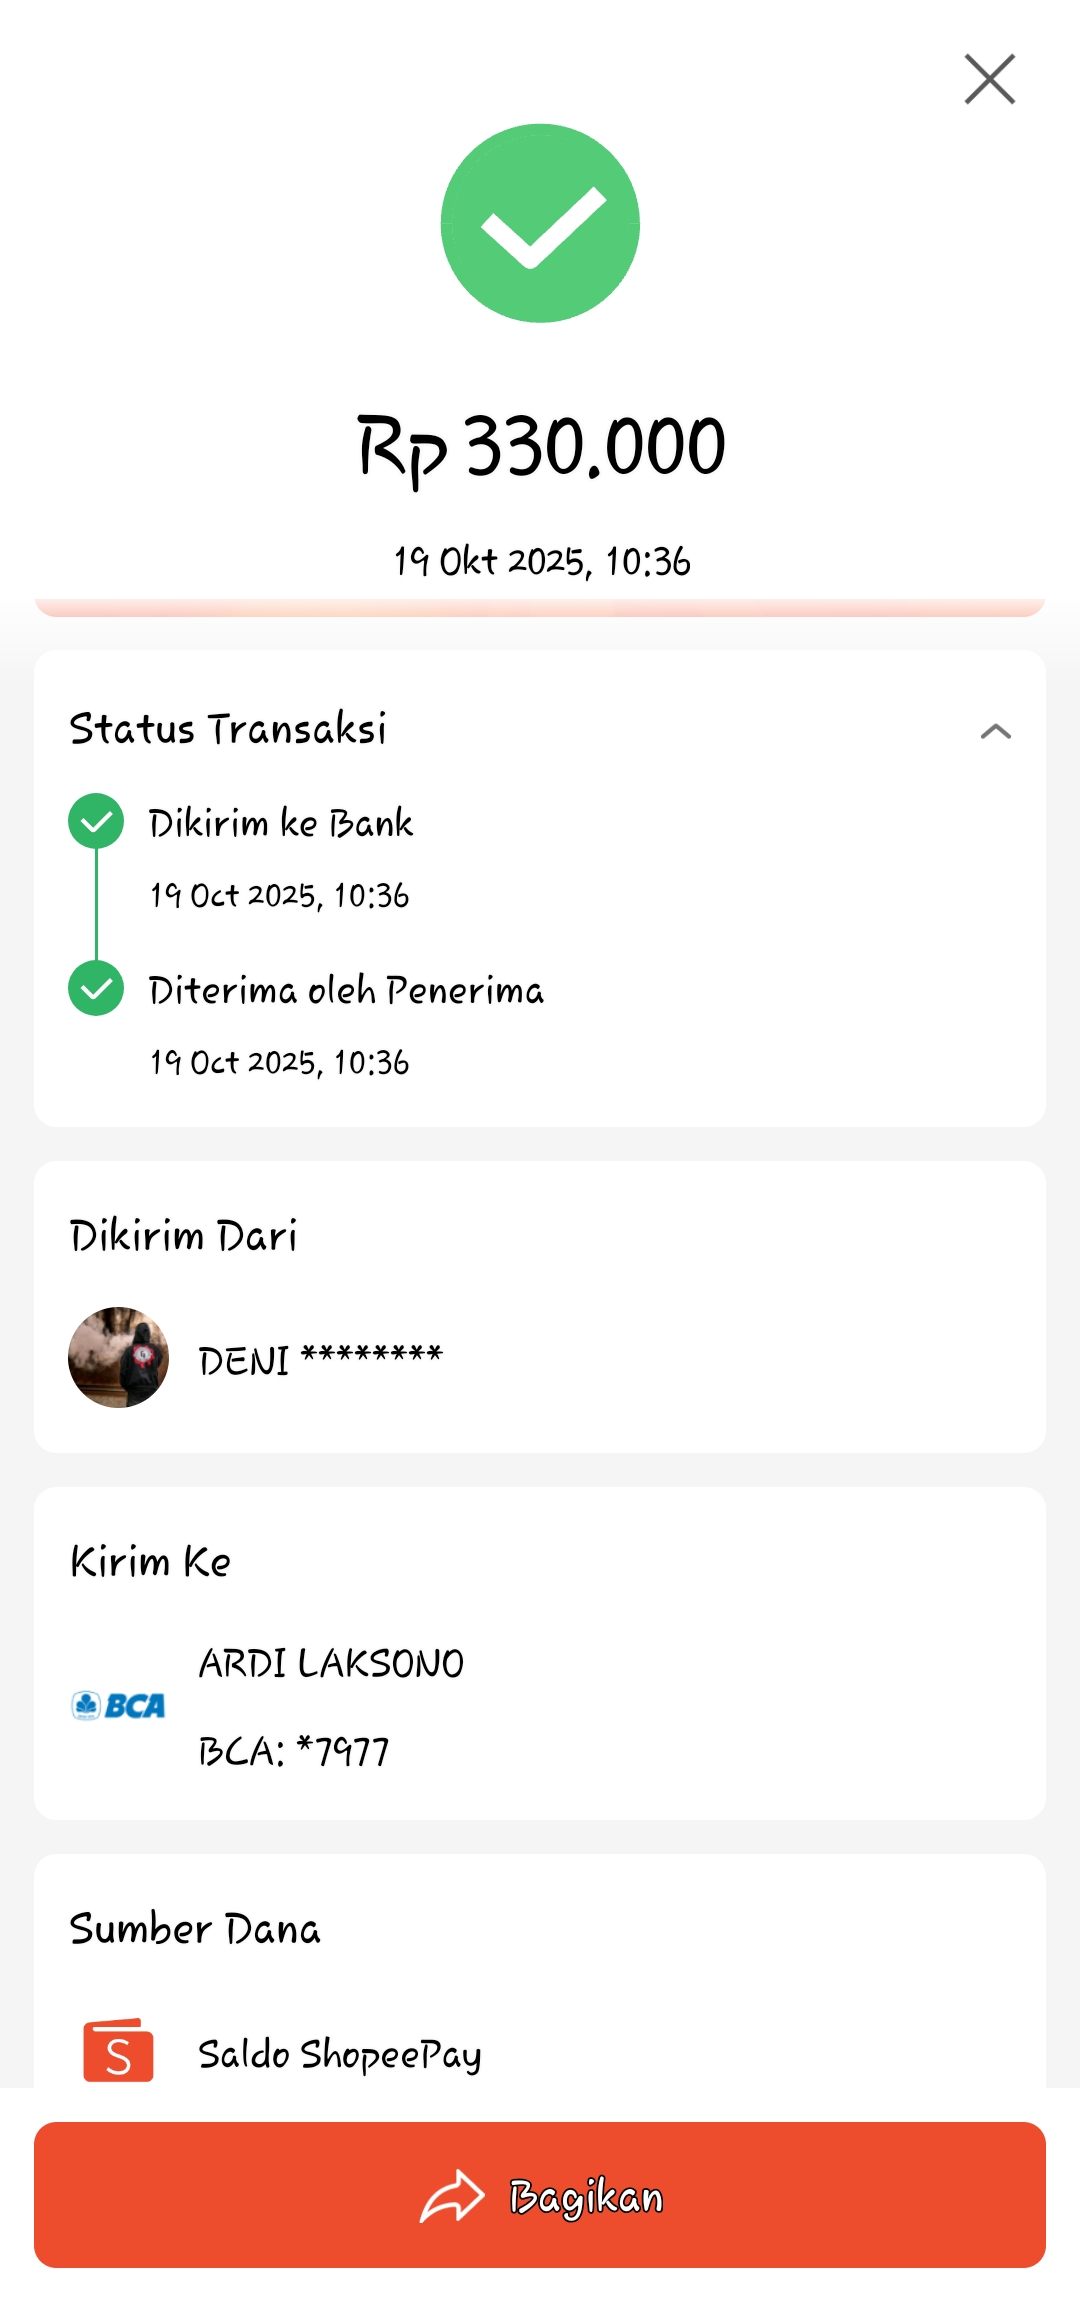 Rp 330.000
19 Okt 2025, 10:36
Status Transaksi
Dikirim ke Bank
19 Oct 2025, 10:36
Diterima oleh Penerima
19 Oct 2025, 10:36
Dikirim Dari
DENI ********
Kirim Ke
ARDI LAKSONO
BCA
BCA: *7977
Sumber Dana
S
Saldo ShopeePay
Bagikan